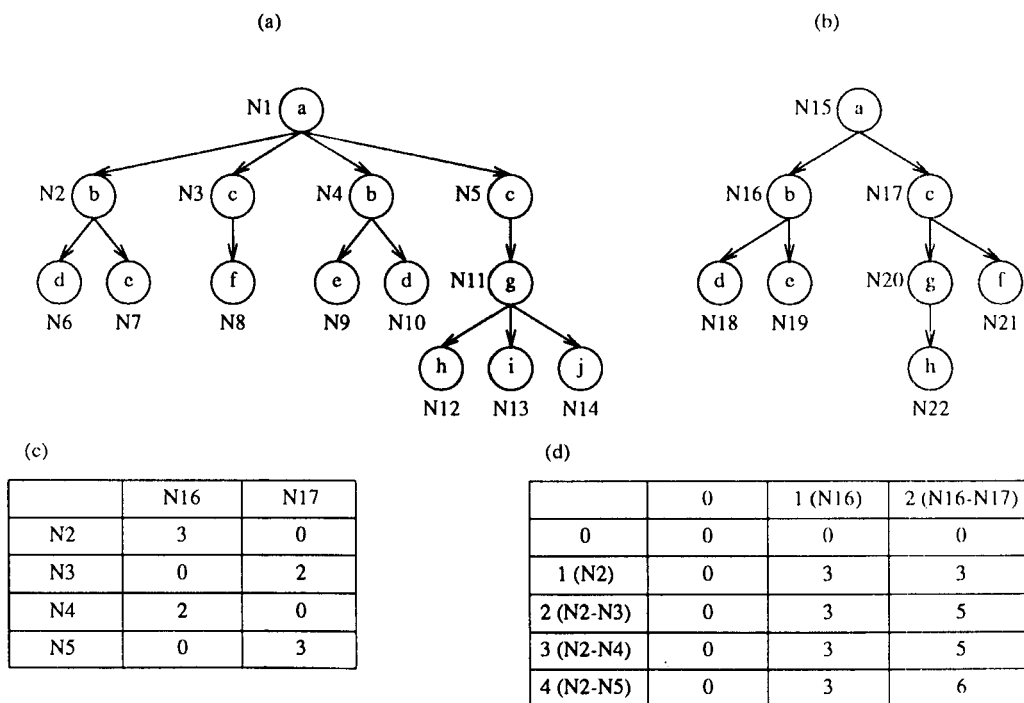 (a) (b)
N1 a N15 a
N2 b N3 c N4 b N5 c N16 b N17 c
d e f e d N11 g d e N20 g f
N6 N7 N8 N9 N10 N18 N19 N21
h i j h
N12 N13 N14 N22
(c) (d)
N16 N17
N2 3 0
N3 0 2
N4 2 0
N5 0 3
0 1 (N16) 2 (N16-N17)
0 0 0 0
1 (N2) 0 3 3
2 (N2-N3) 0 3 5
3 (N2-N4) 0 3 5
4 (N2-N5) 0 3 6